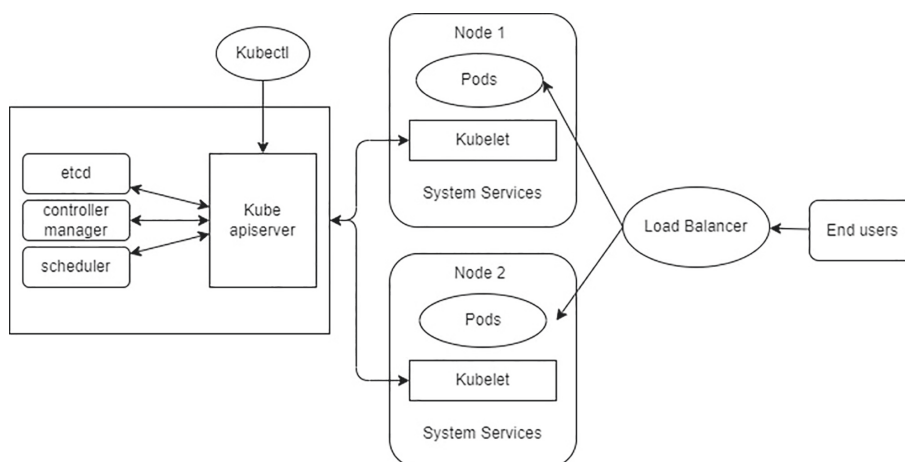 Kubectl
etcd
controller
manager
scheduler
Kube
apiserver
Node 1
Pods
Kubelet
System Services
Node 2
Pods
Kubelet
System Services
Load Balancer
End users